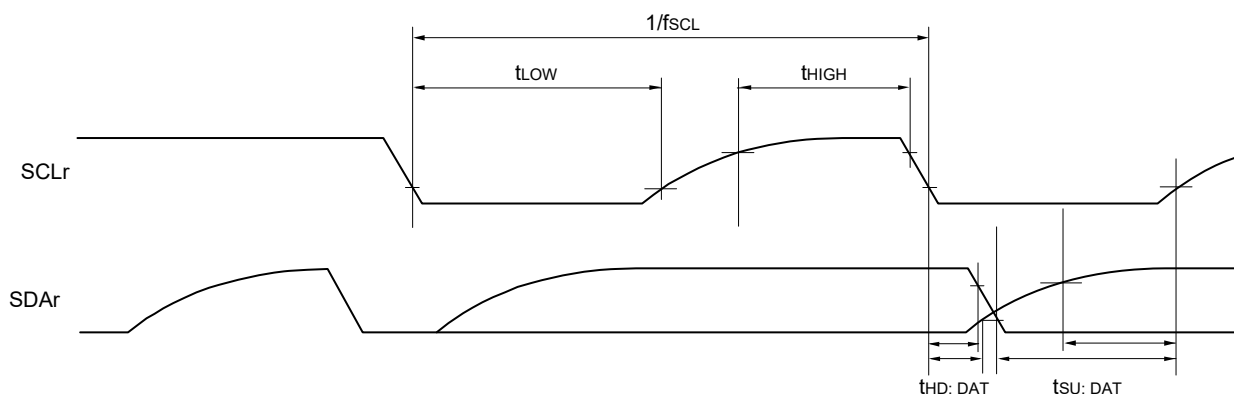 1/fSCL
tLOW
tHIGH
SCLr
SDAr
tHD: DAT
tSU: DAT